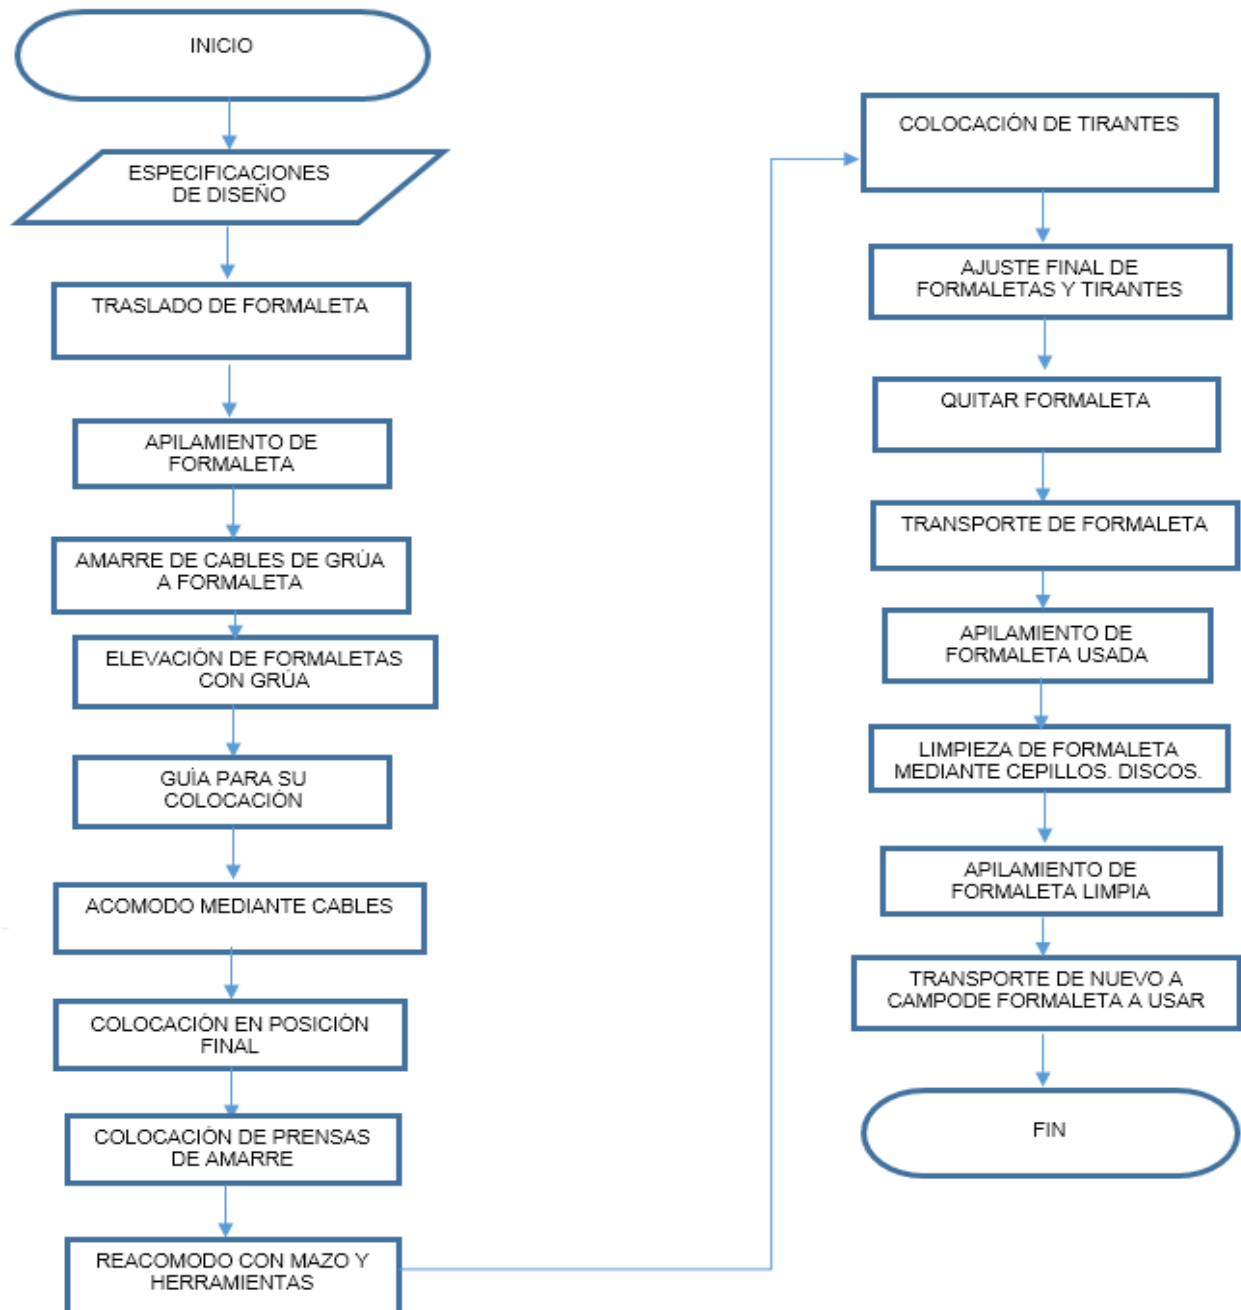 INICIO
ESPECIFICACIONES
DE DISEÑO
TRASLADO DE FORMALETA
APILAMIENTO DE
FORMALETA
AMARRE DE CABLES DE GRÚA
A FORMALETA
ELEVACIÓN DE FORMALETAS
CON GRÚA
GUÍA PARA SU
COLOCACIÓN
ACOMODO MEDIANTE CABLES
COLOCACIÓN EN POSICIÓN
FINAL
COLOCACIÓN DE PRENSAS
DE AMARRE
REACOMODO CON MAZO Y
HERRAMIENTAS
COLOCACIÓN DE TIRANTES
AJUSTE FINAL DE
FORMALETAS Y TIRANTES
QUITAR FORMALETA
TRANSPORTE DE FORMALETA
APILAMIENTO DE
FORMALETA USADA
LIMPIEZA DE FORMALETA
MEDIANTE CEPILLOS. DISCOS.
APILAMIENTO DE
FORMALETA LIMPIA
TRANSPORTE DE NUEVO A
CAMPODE FORMALETA A USAR
FIN